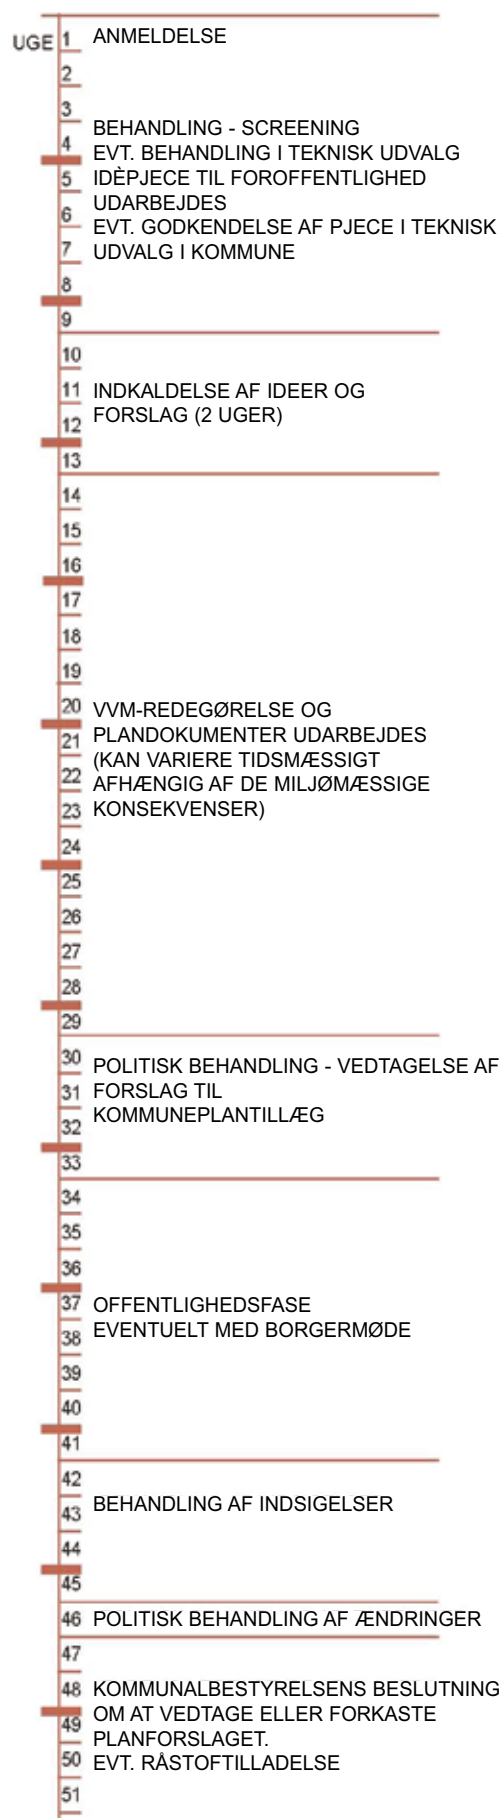 UGE 1 ANMELDELSE
2
3
BEHANDLING - SCREENING
4 EVT. BEHANDLING I TEKNISK UDVALG
5 IDÈPJECE TIL FOROFFENTLIGHED
UDARBEJDES
6 EVT. GODKENDELSE AF PJECE I TEKNISK
7 UDVALG I KOMMUNE
8
9
10
11 INDKALDELSE AF IDEER OG
12 FORSLAG (2 UGER)
13
14
15
16
17
18
19
20 VVM-REDEGØRELSE OG
21 PLANDOKUMENTER UDARBEJDES
(KAN VARIERE TIDSMÆSSIGT
22 AFHÆNGIG AF DE MILJØMÆSSIGE
23 KONSEKVENSER)
24
25
26
27
28
29
30 POLITISK BEHANDLING - VEDTAGELSE AF
31 FORSLAG TIL
32 KOMMUNEPLANTILLÆG
33
34
35
36
37 OFFENTLIGHEDSFASE
38 EVENTUELT MED BORGERMØDE
39
40
41
42
43 BEHANDLING AF INDSIGELSER
44
45
46 POLITISK BEHANDLING AF ÆNDRINGER
47
48 KOMMUNALBESTYRELSENS BESLUTNING
49 OM AT VEDTAGE ELLER FORKASTE
PLANFORSLAGET.
50 EVT. RÅSTOFTILLADELSE
51